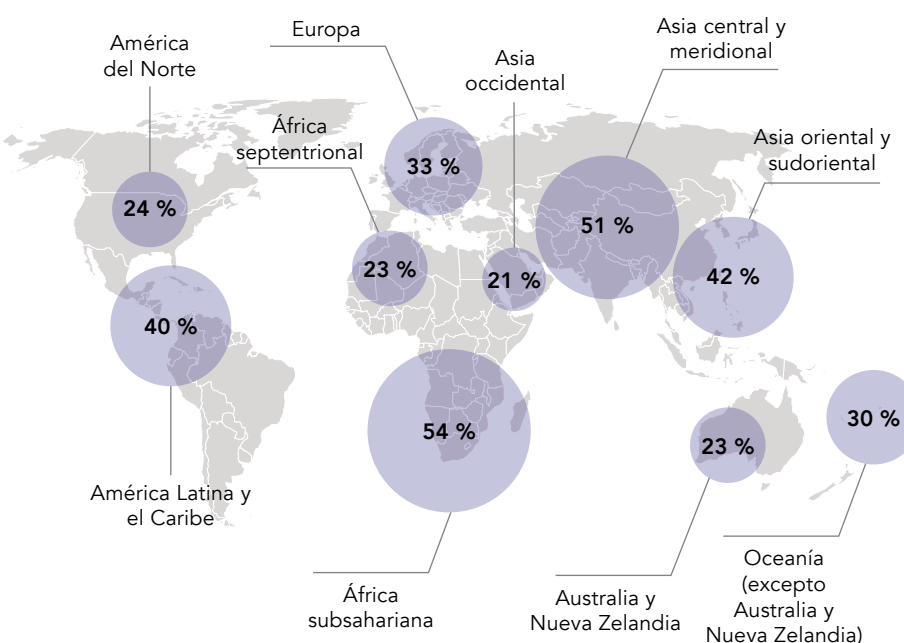 Europa
Asia central y
meridional
América
del Norte
Asia
occidental
África
septentrional
Asia oriental y
sudoriental
33 %
24 %
51 %
23 %
21 %
42 %
40 %
54 %
23 %
30 %
América Latina y
el Caribe
África
subsahariana
Australia y
Nueva Zelandia
Oceanía
(excepto
Australia y
Nueva Zelandia)